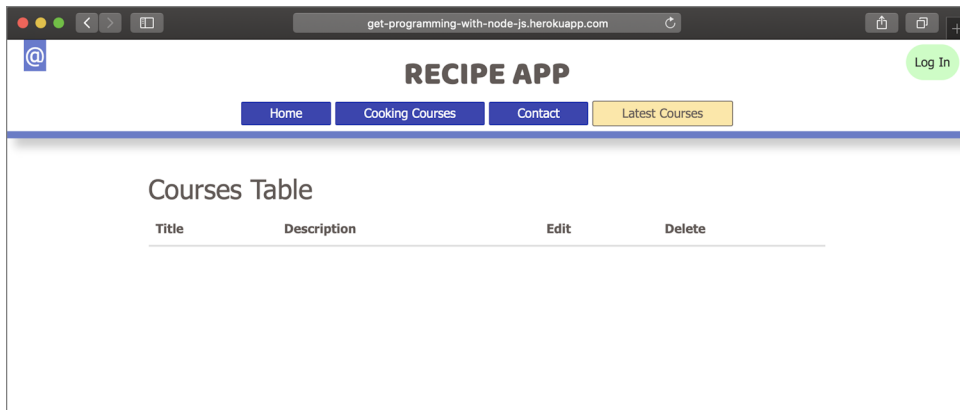 get-programming-with-node-js.herokuapp.com
@
Log In
RECIPE APP
Home Cooking Courses Contact Latest Courses
Courses Table
Title Description Edit Delete